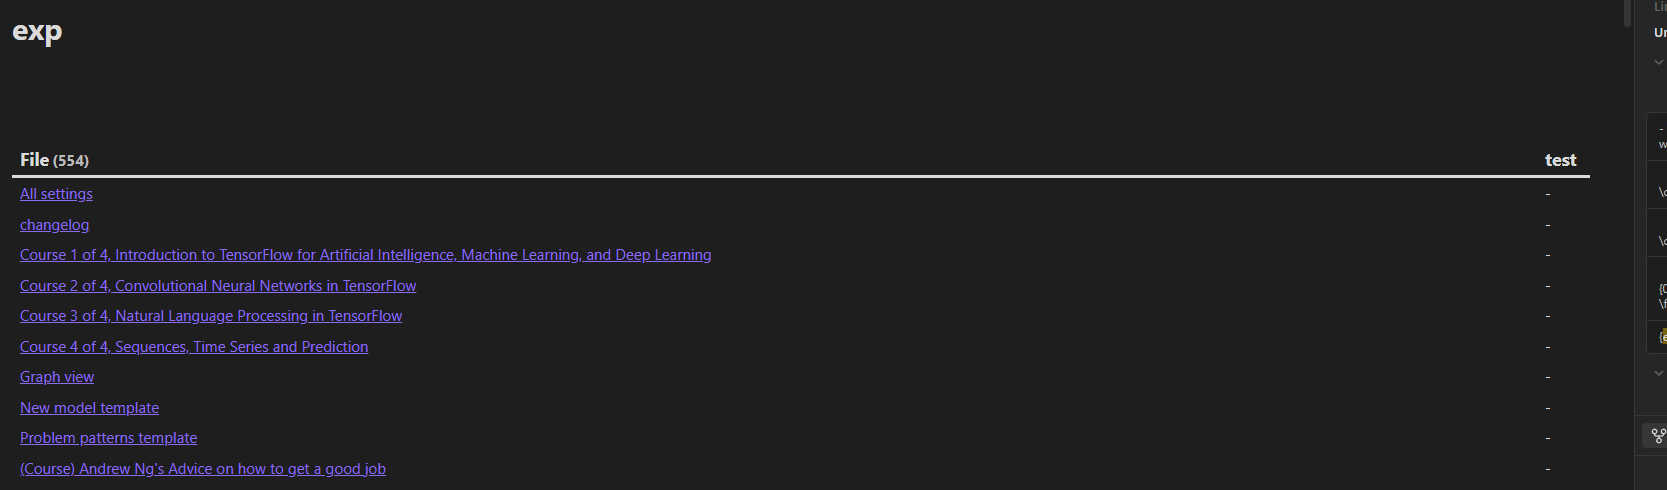 exp
File (554) test
All settings -
changelog -
Course 1 of 4, Introduction to TensorFlow for Artificial Intelligence, Machine Learning, and Deep Learning -
Course 2 of 4, Convolutional Neural Networks in TensorFlow -
Course 3 of 4, Natural Language Processing in TensorFlow -
Course 4 of 4, Sequences, Time Series and Prediction -
Graph view -
New model template -
Problem patterns template -
(Course) Andrew Ng's Advice on how to get a good job -